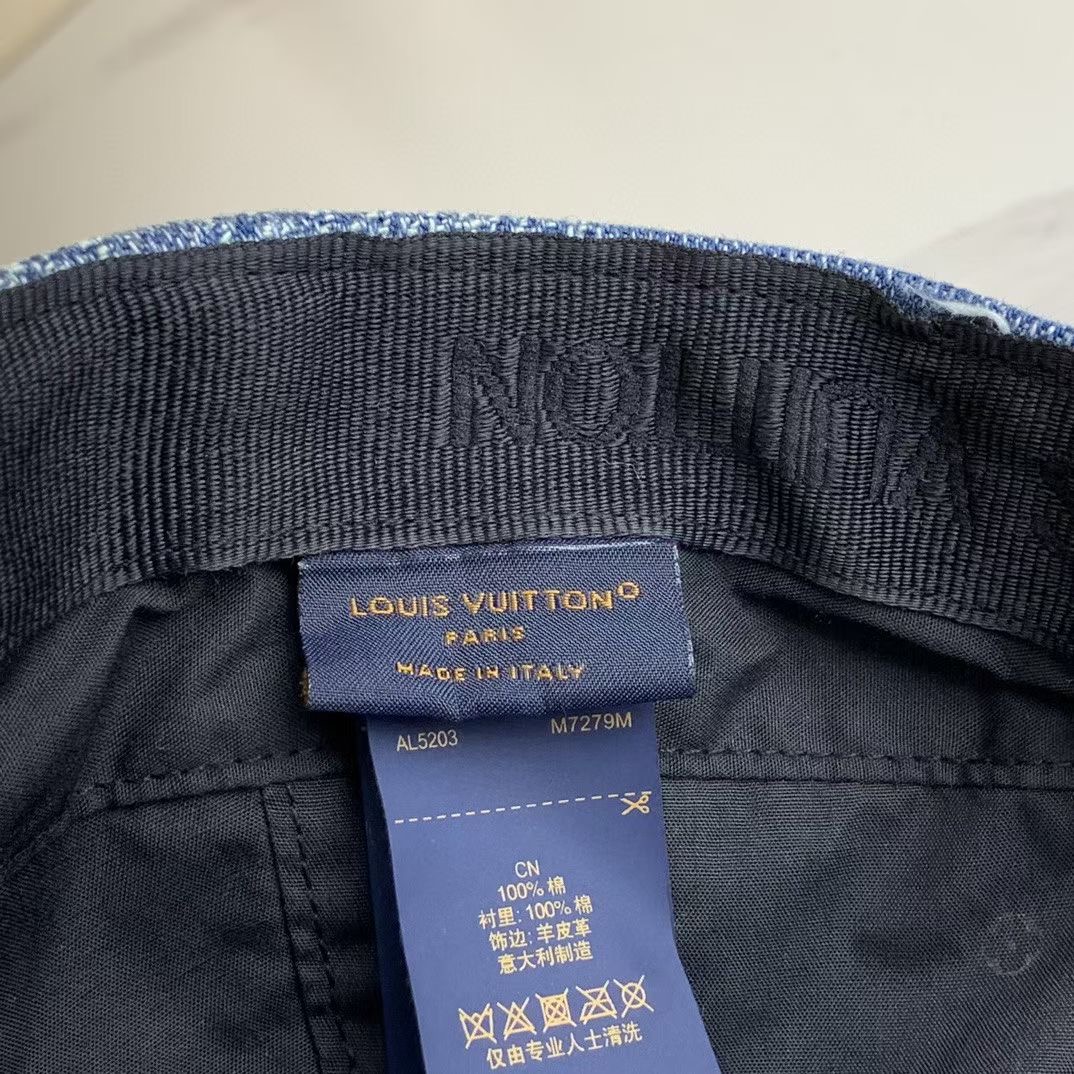 VUITTON
LOUIS VUITTON®
PARIS
MADE IN ITALY
AL5203 M7279M
CN
100% 棉
衬里: 100% 棉
饰边: 羊皮革
意大利制造
仅由专业人士清洗